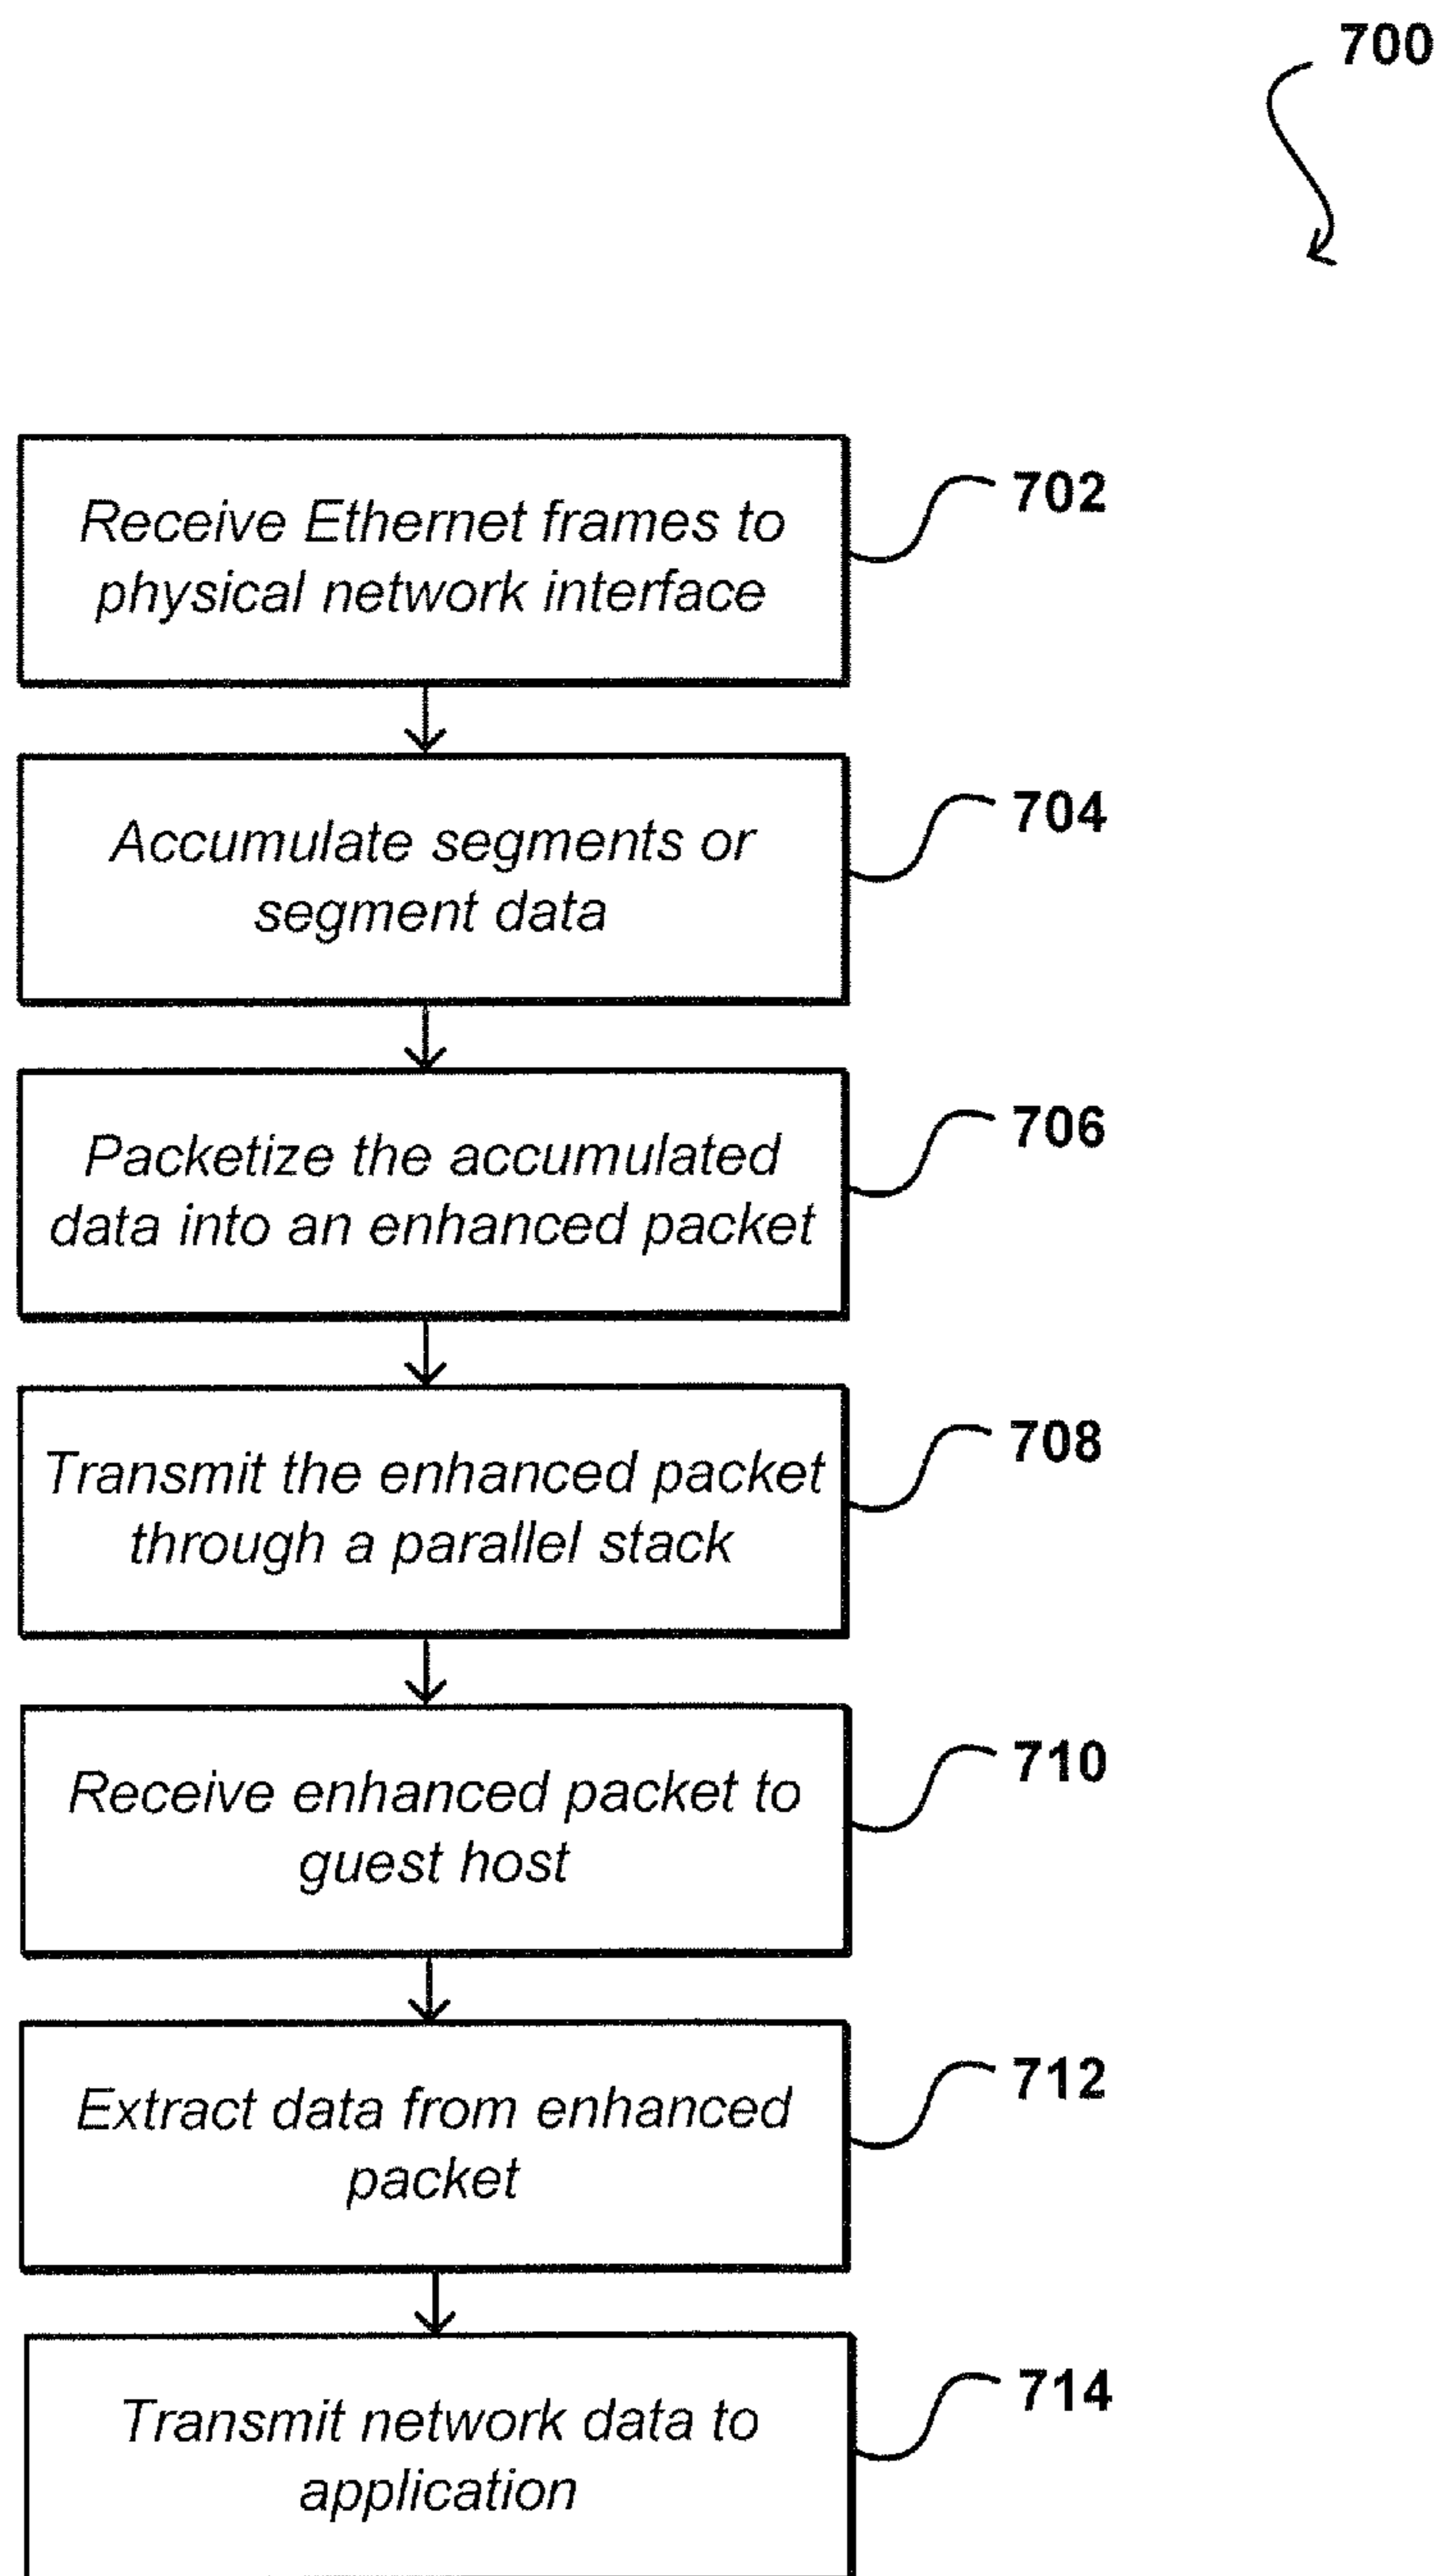 700
Receive Ethernet frames to
physical network interface
702
Accumulate segments or
segment data
704
Packetize the accumulated
data into an enhanced packet
706
Transmit the enhanced packet
through a parallel stack
708
Receive enhanced packet to
guest host
710
Extract data from enhanced
packet
712
Transmit network data to
application
714